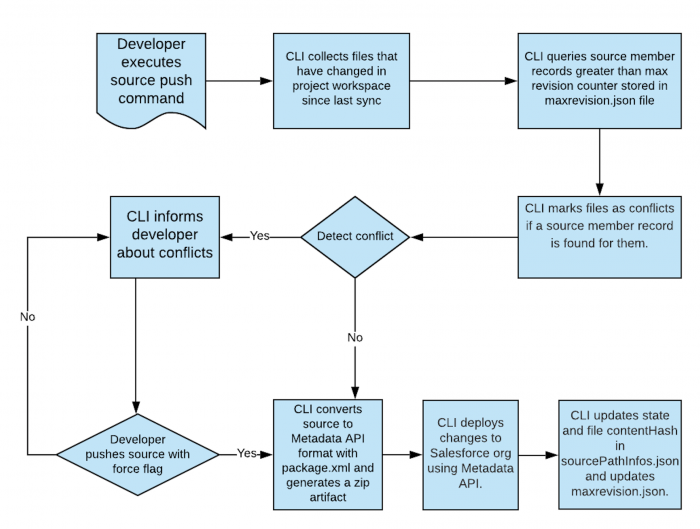 Developer
executes
source push
command
CLI collects files that
have changed in
project workspace
since last sync
CLI queries source member
records greater than max
revision counter stored in
maxrevision.json file
CLI marks files as conflicts
if a source member record
is found for them.
Detect conflict
Yes
CLI informs
developer
about conflicts
No
No
Developer
pushes source with
force flag
Yes
CLI converts
source to
Metadata API
format with
package.xml and
generates a zip
artifact
CLI deploys
changes to
Salesforce org
using Metadata
API.
CLI updates state
and file contentHash
in
sourcePathInfos.json
and updates
maxrevision.json.